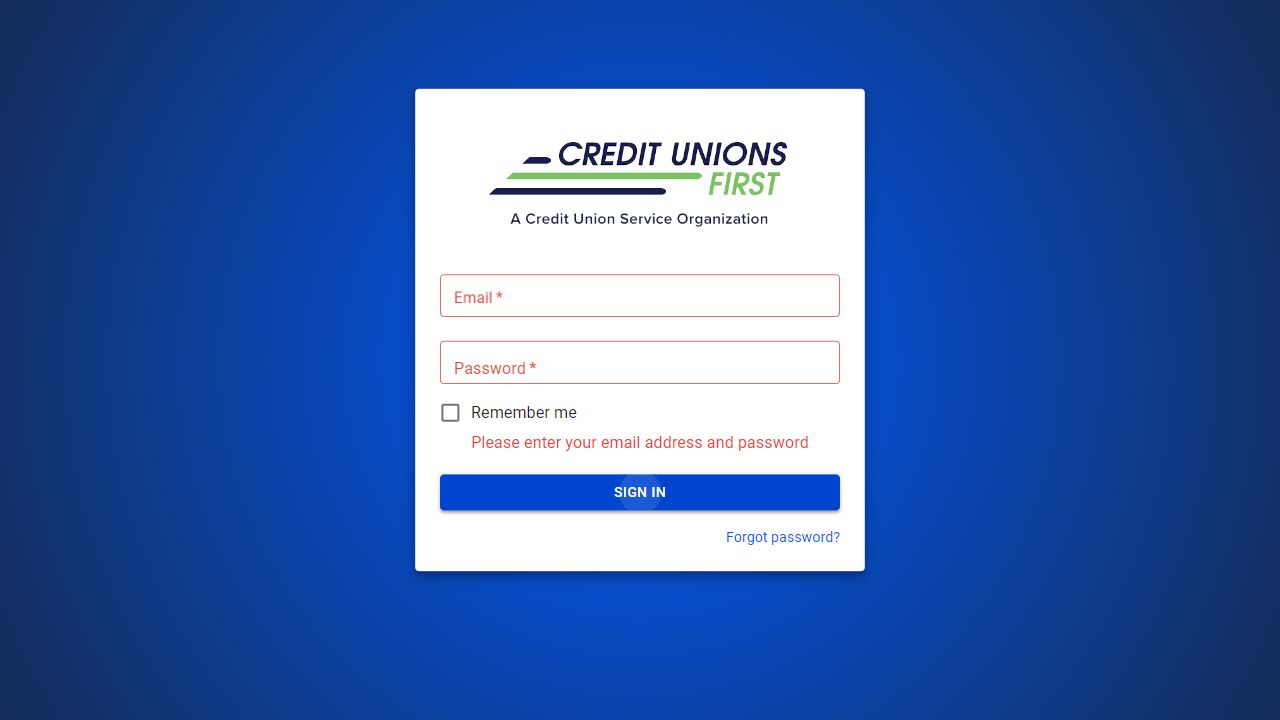 CREDIT UNIONS
FIRST
A Credit Union Service Organization
Email *
Password *
Remember me
Please enter your email address and password
SIGN IN
Forgot password?